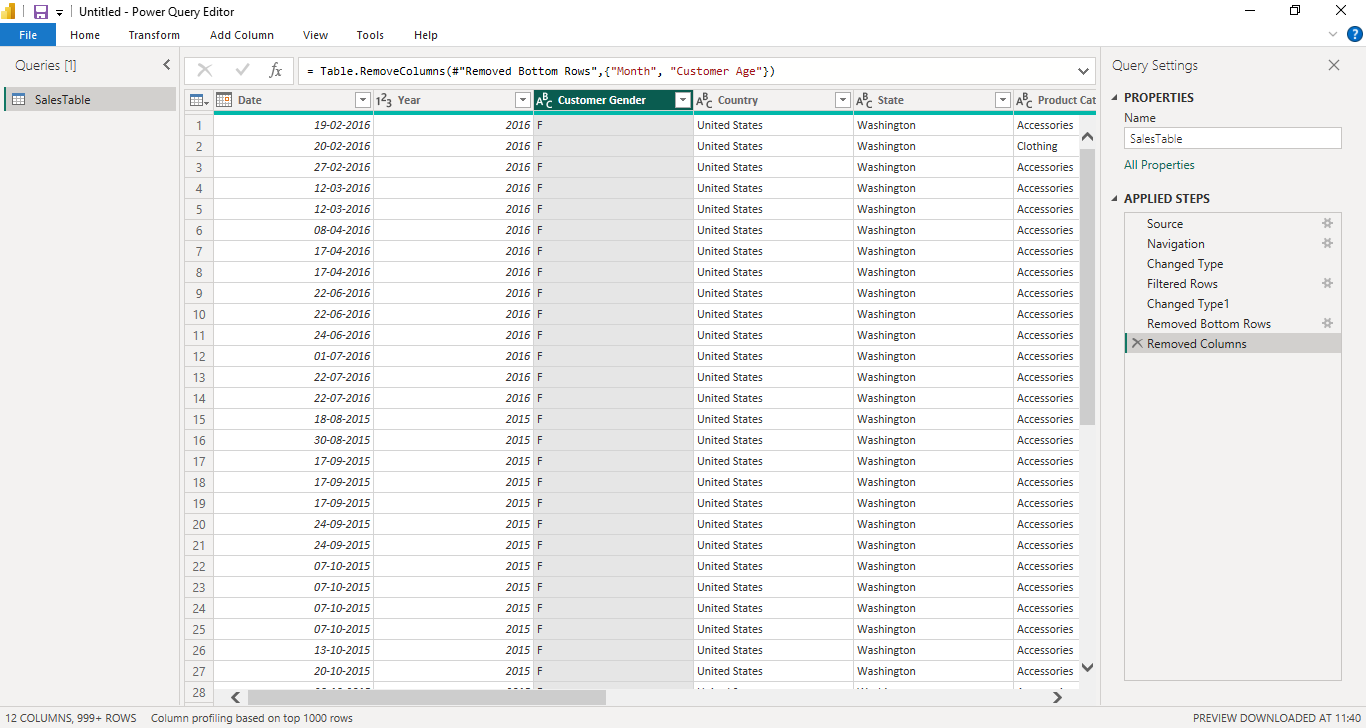 Untitled - Power Query Editor
File Home Transform Add Column View Tools Help
Queries [1]
SalesTable
fx = Table.RemoveColumns(#"Removed Bottom Rows",{"Month", "Customer Age"})
Date 123 Year ABC Customer Gender ABC Country ABC State ABC Product Cat
1 19-02-2016 2016 F United States Washington Accessories
2 20-02-2016 2016 F United States Washington Clothing
3 27-02-2016 2016 F United States Washington Accessories
4 12-03-2016 2016 F United States Washington Accessories
5 12-03-2016 2016 F United States Washington Accessories
6 08-04-2016 2016 F United States Washington Accessories
7 17-04-2016 2016 F United States Washington Accessories
8 17-04-2016 2016 F United States Washington Accessories
9 22-06-2016 2016 F United States Washington Accessories
10 22-06-2016 2016 F United States Washington Accessories
11 24-06-2016 2016 F United States Washington Accessories
12 01-07-2016 2016 F United States Washington Accessories
13 22-07-2016 2016 F United States Washington Accessories
14 22-07-2016 2016 F United States Washington Accessories
15 18-08-2015 2015 F United States Washington Accessories
16 30-08-2015 2015 F United States Washington Accessories
17 17-09-2015 2015 F United States Washington Accessories
18 17-09-2015 2015 F United States Washington Accessories
19 17-09-2015 2015 F United States Washington Accessories
20 24-09-2015 2015 F United States Washington Accessories
21 24-09-2015 2015 F United States Washington Accessories
22 07-10-2015 2015 F United States Washington Accessories
23 07-10-2015 2015 F United States Washington Accessories
24 07-10-2015 2015 F United States Washington Accessories
25 07-10-2015 2015 F United States Washington Accessories
26 13-10-2015 2015 F United States Washington Accessories
27 20-10-2015 2015 F United States Washington Accessories
28
Query Settings
PROPERTIES
Name
SalesTable
All Properties
APPLIED STEPS
Source
Navigation
Changed Type
Filtered Rows
Changed Type1
Removed Bottom Rows
Removed Columns
12 COLUMNS, 999+ ROWS Column profiling based on top 1000 rows PREVIEW DOWNLOADED AT 11:40